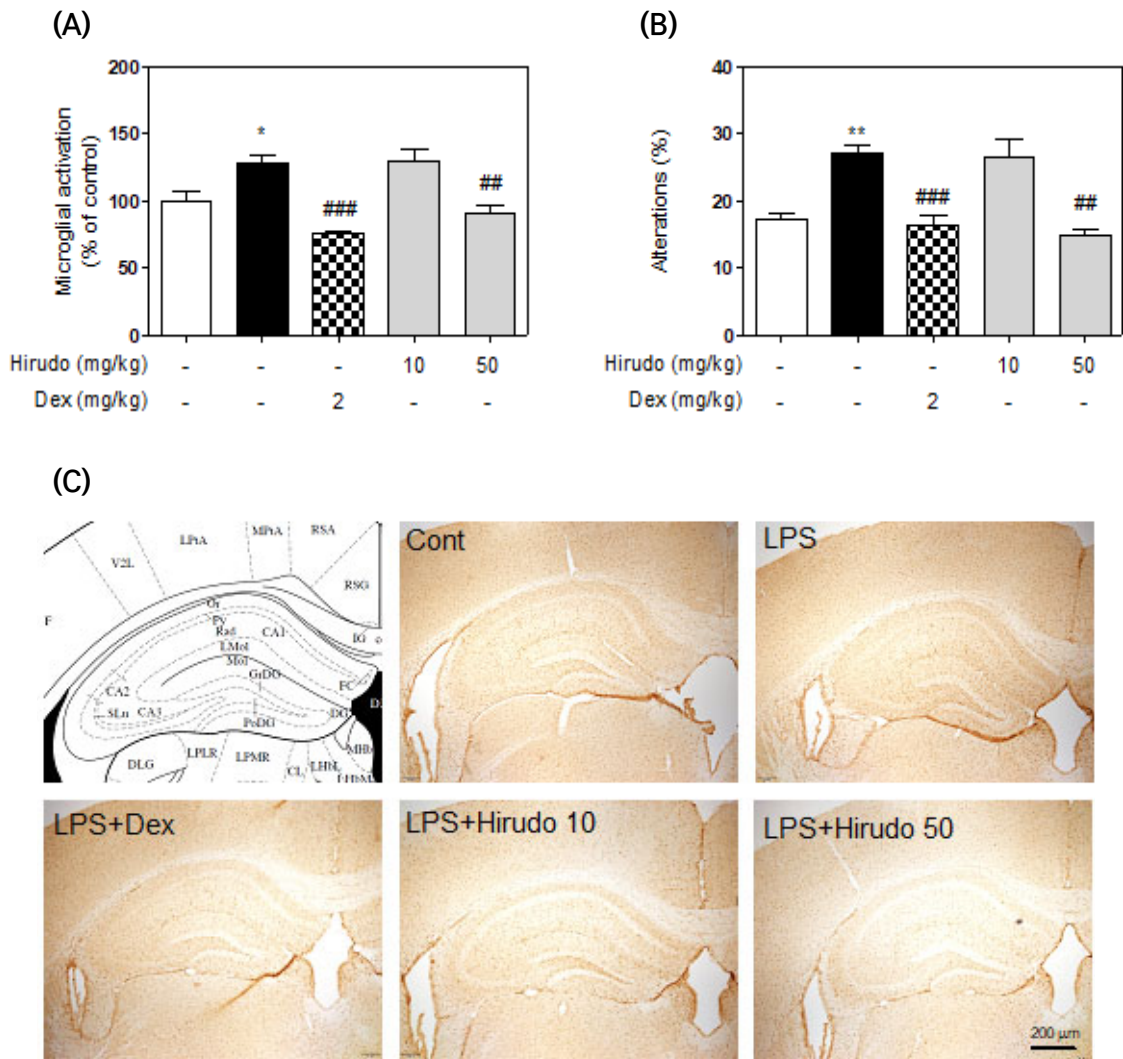 (A)
200
150
100
50
0
Microglial activation
(% of control)
*
###
##
Hirudo (mg/kg) - - - 10 50
Dex (mg/kg) - - 2 - -
(B)
40
30
20
10
0
Alterations (%)
**
###
##
Hirudo (mg/kg) - - - 10 50
Dex (mg/kg) - - 2 - -
(C)
LPtA MPtA RSA
V2L
RSG
F
Or
Py
Rad CA1
IG
LMol
Mol
GrDG
FC
CA2
SLu CA3
PoDG DG
DLG LPLR LPMR CL
Cont
LPS
LPS+Dex
LPS+Hirudo 10
LPS+Hirudo 50
200 µm